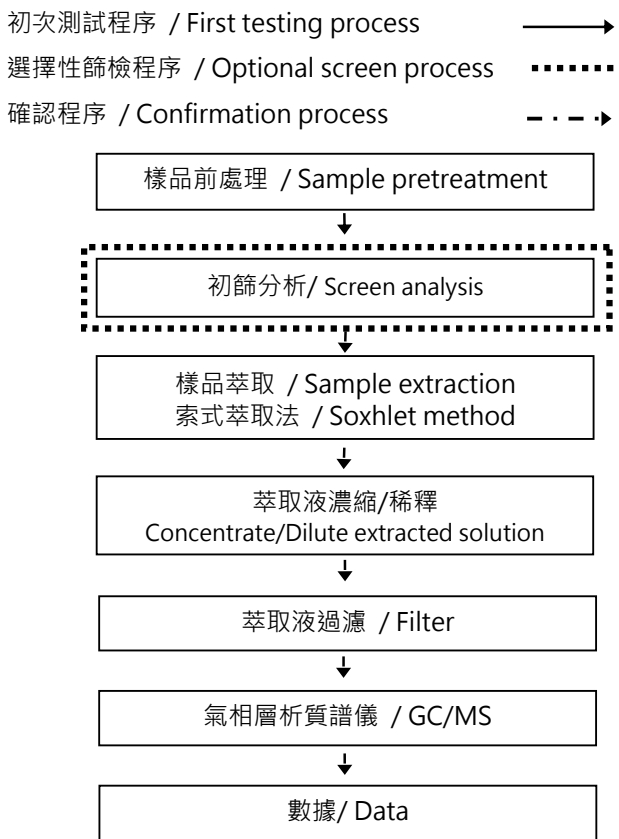 初次測試程序 / First testing process
選擇性篩檢程序 / Optional screen process
確認程序 / Confirmation process
樣品前處理 / Sample pretreatment
初篩分析/ Screen analysis
樣品萃取 / Sample extraction
索式萃取法 / Soxhlet method
萃取液濃縮/稀釋
Concentrate/Dilute extracted solution
萃取液過濾 / Filter
氣相層析質譜儀 / GC/MS
數據/ Data